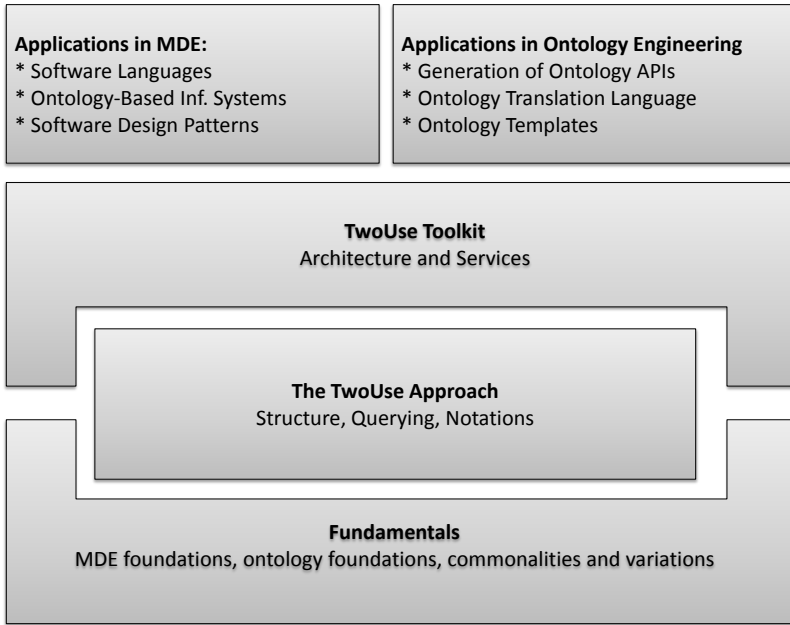 Applications in MDE:
* Software Languages
* Ontology-Based Inf. Systems
* Software Design Patterns
Applications in Ontology Engineering
* Generation of Ontology APIs
* Ontology Translation Language
* Ontology Templates
TwoUse Toolkit
Architecture and Services
The TwoUse Approach
Structure, Querying, Notations
Fundamentals
MDE foundations, ontology foundations, commonalities and variations